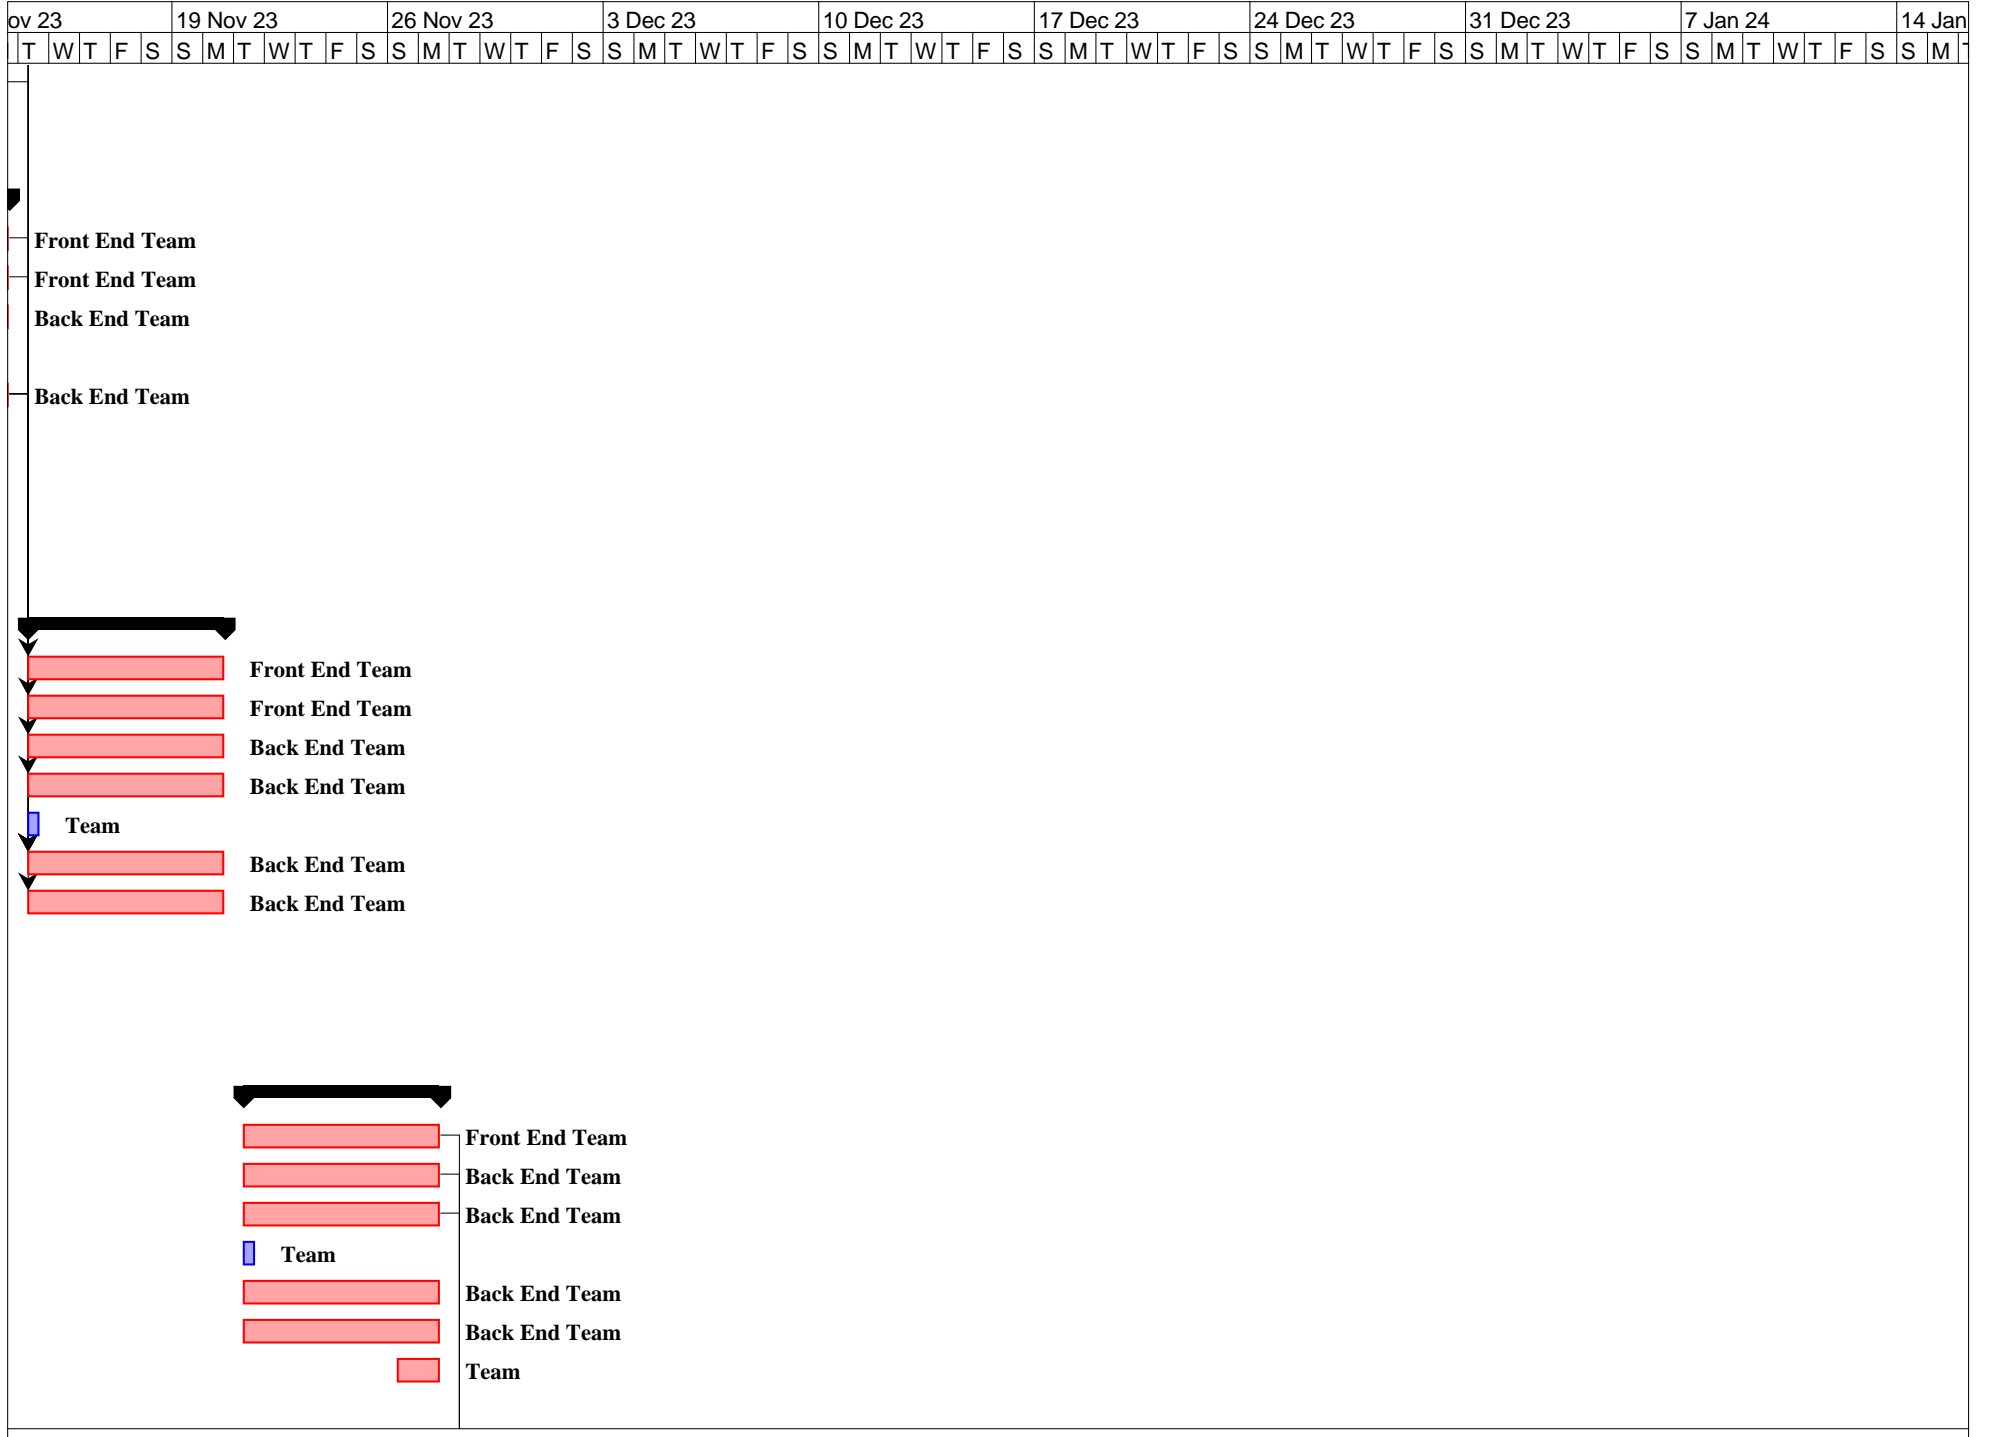 ov 23 19 Nov 23 26 Nov 23 3 Dec 23 10 Dec 23 17 Dec 23 24 Dec 23 31 Dec 23 7 Jan 24 14 Jan
T W T F S S M T W T F S S M T W T F S S M T W T F S S M T W T F S S M T W T F S S M T W T F S S M T W T F S S M T W T F S S M T
Front End Team
Front End Team
Back End Team
Back End Team
Front End Team
Front End Team
Back End Team
Back End Team
Team
Back End Team
Back End Team
Front End Team
Back End Team
Back End Team
Team
Back End Team
Back End Team
Team